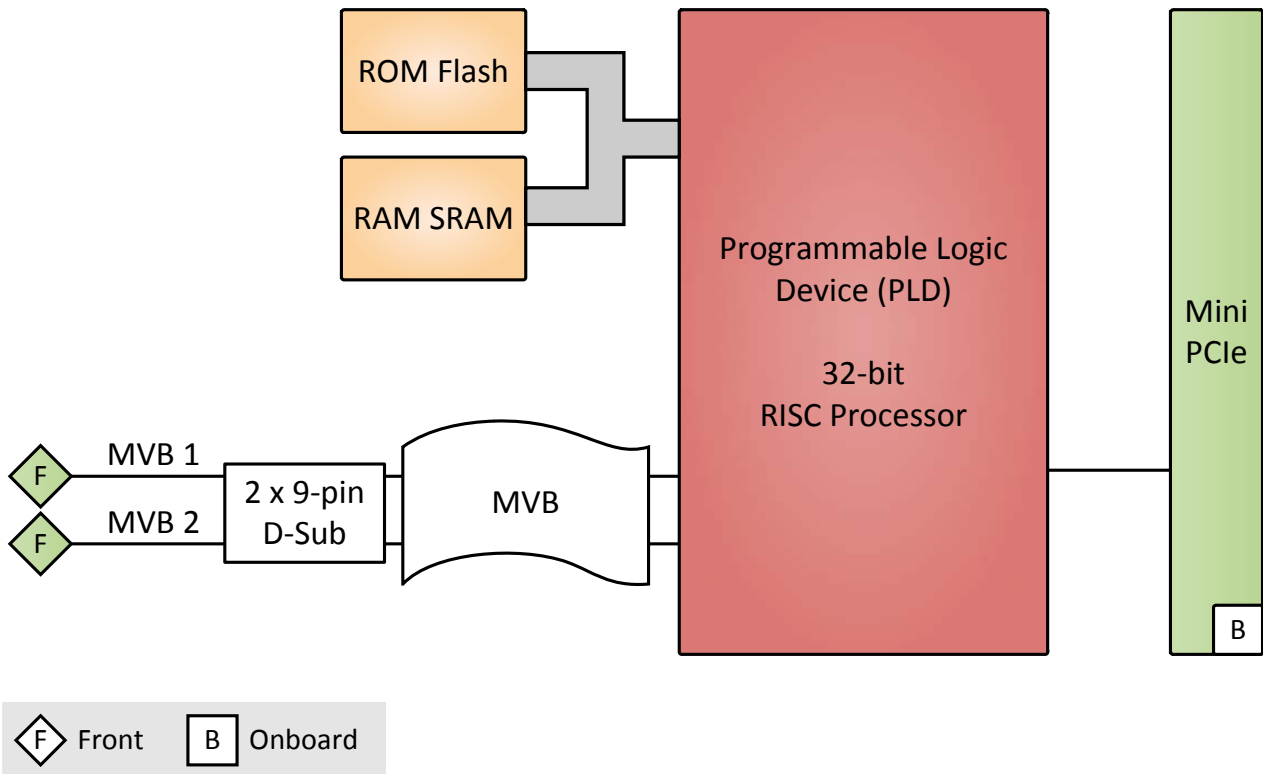 ROM Flash
RAM SRAM
Programmable Logic
Device (PLD)
32-bit
RISC Processor
Mini
PCIe
B
F
MVB 1
F
MVB 2
2 x 9-pin
D-Sub
MVB
F Front
B Onboard